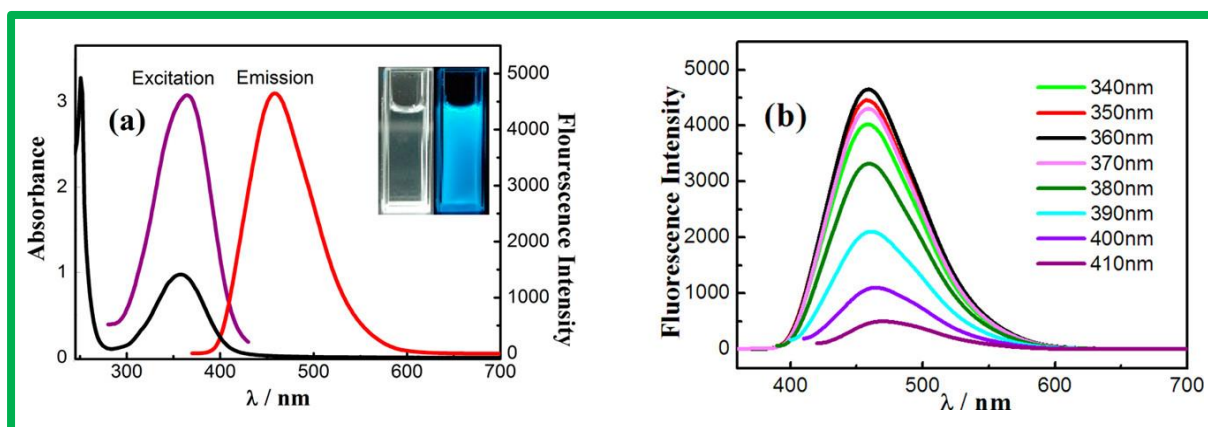 Excitation Emission
(a)
Absorbance
3
2
1
0
5000
4000
3000
2000
1000
0
Flourescence Intensity
300 400 500 600 700
λ / nm
(b)
Fluorescence Intensity
5000
4000
3000
2000
1000
0
340nm
350nm
360nm
370nm
380nm
390nm
400nm
410nm
400 500 600 700
λ / nm